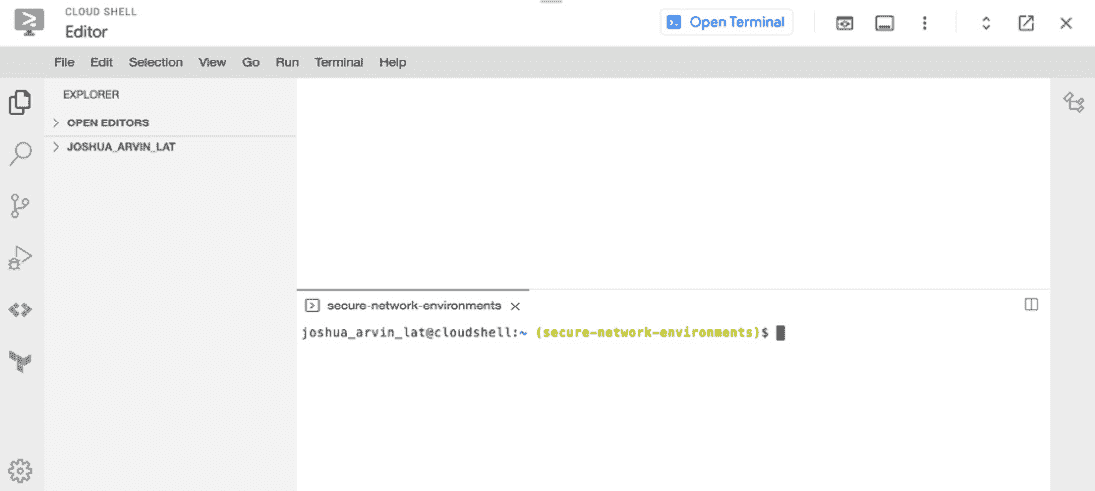 CLOUD SHELL
Editor
Open Terminal
File Edit Selection View Go Run Terminal Help
EXPLORER
OPEN EDITORS
JOSHUA_ARVIN_LAT
secure-network-environments
joshua_arvin_lat@cloudshell:~ (secure-network-environments)$